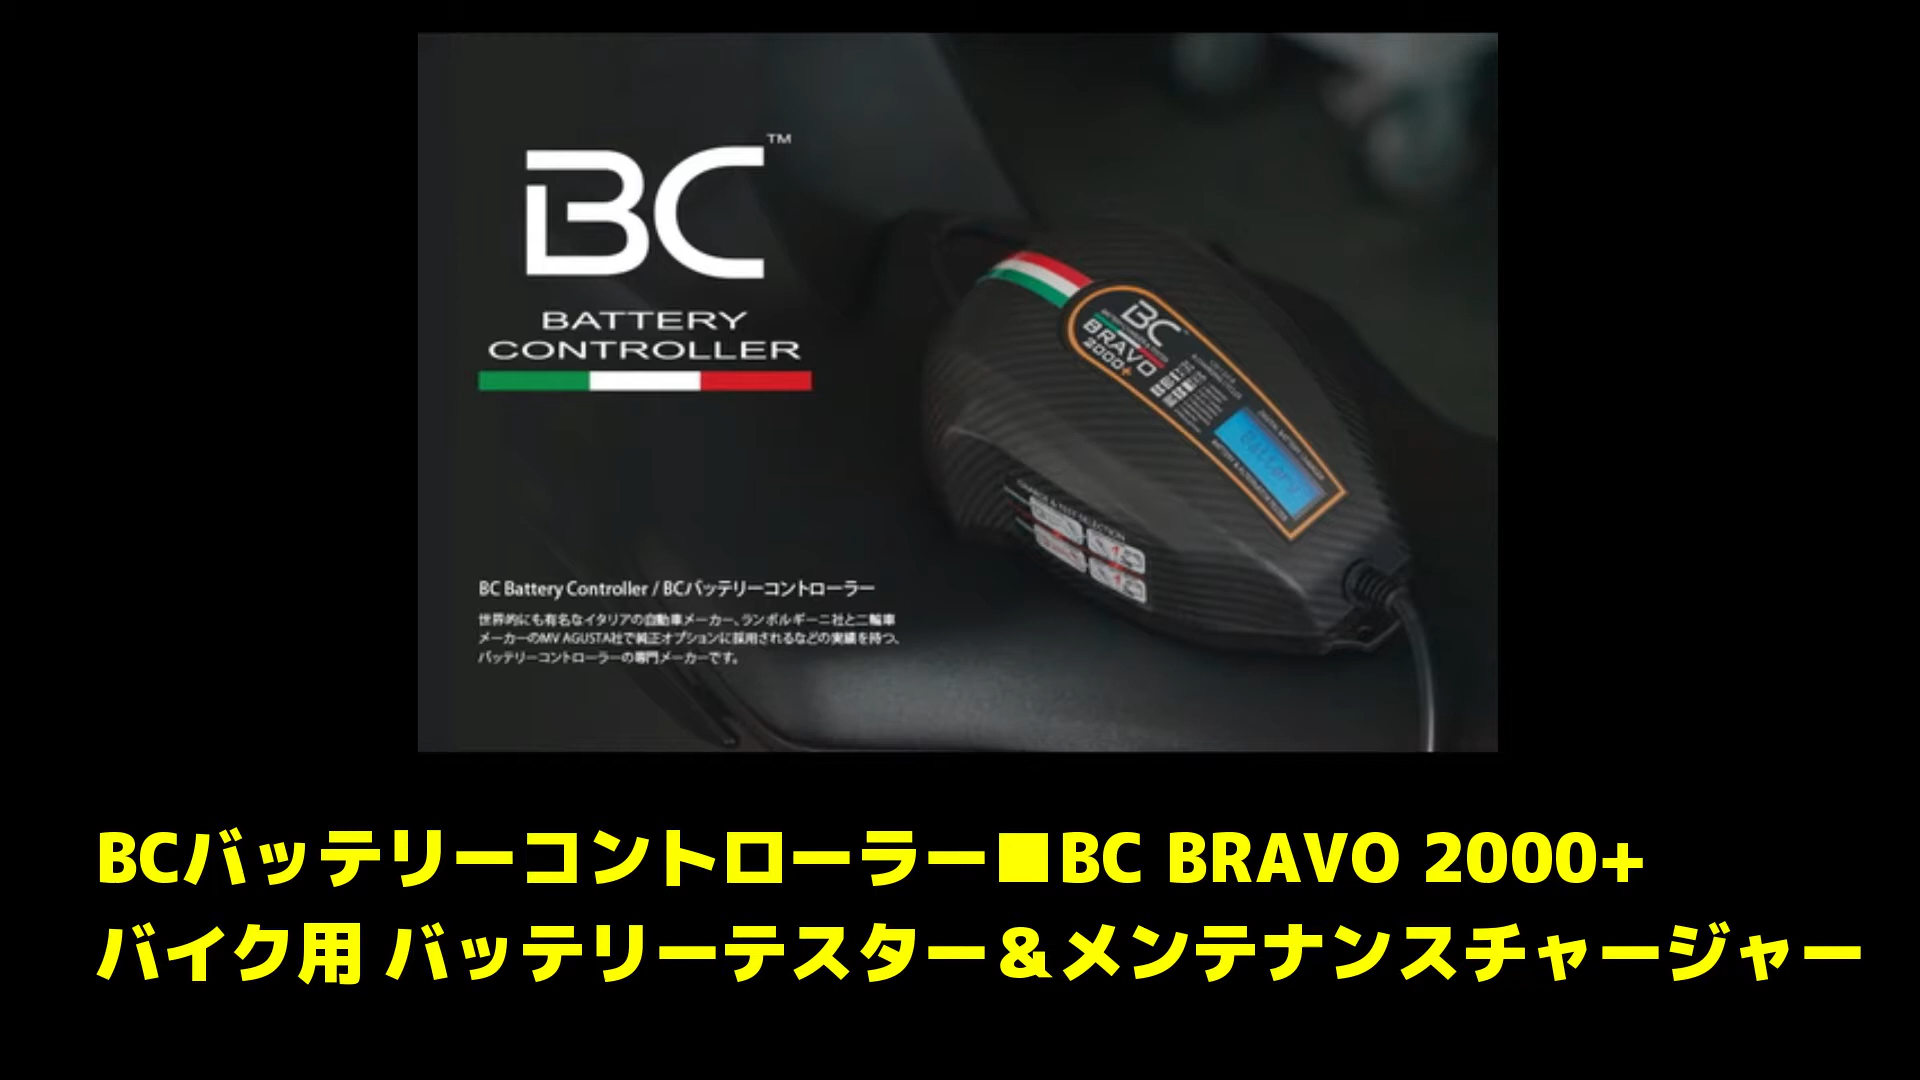 BC™
BATTERY
CONTROLLER
BC
BRAVO
2000+
Battery
BC Battery Controller / BCバッテリーコントローラー
世界的にも有名なイタリアの自動車メーカー、ランボルギーニ社と二輪車
メーカーのMV AGUSTA社で純正オプションに採用されるなどの実績を持つ、
バッテリーコントローラーの専門メーカーです。
BCバッテリーコントローラー■BC BRAVO 2000+
バイク用 バッテリーテスター＆メンテナンスチャージャー